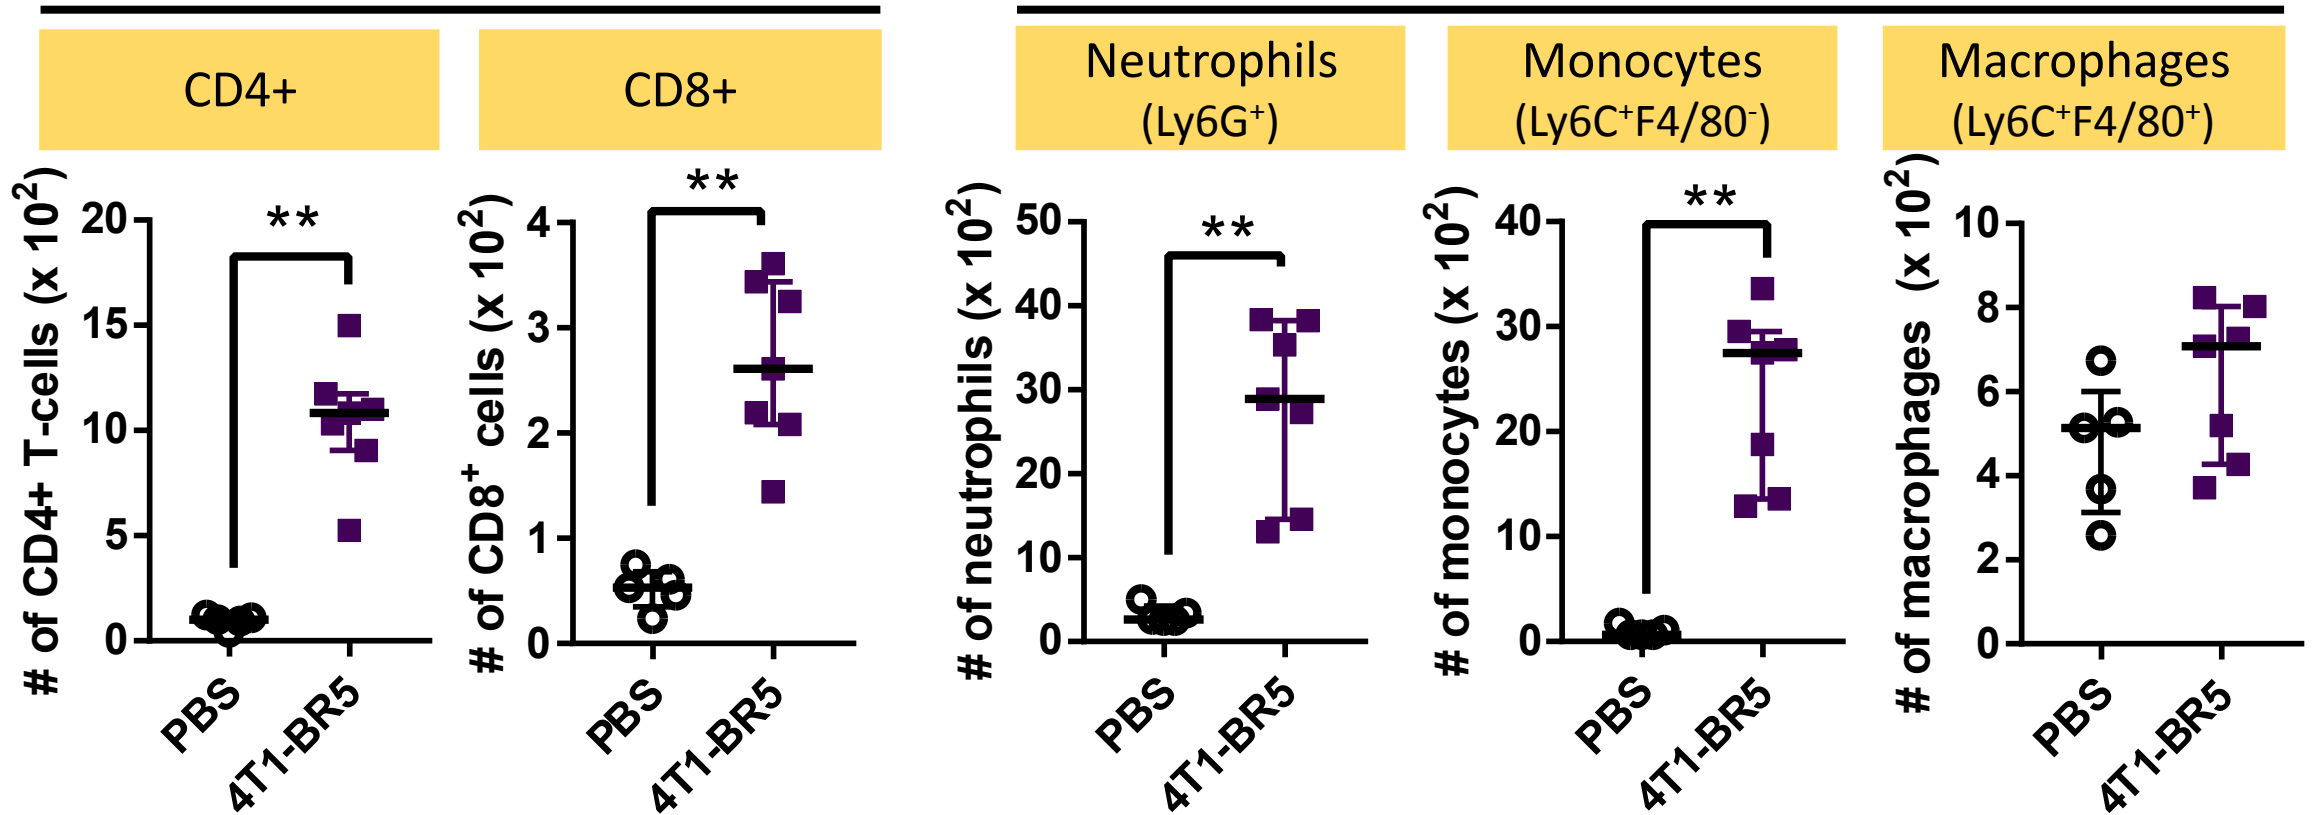 CD4+
CD8+
Neutrophils
(Ly6G⁺)
Monocytes
(Ly6C⁺F4/80⁻)
Macrophages
(Ly6C⁺F4/80⁺)
# of CD4+ T-cells (x 10²)
20
15
10
5
0
**
PBS
4T1-BR5
# of CD8⁺ cells (x 10²)
4
3
2
1
0
**
PBS
4T1-BR5
# of neutrophils (x 10²)
50
40
30
20
10
0
**
PBS
4T1-BR5
# of monocytes (x 10²)
40
30
20
10
0
**
PBS
4T1-BR5
# of macrophages (x 10²)
10
8
6
4
2
0
PBS
4T1-BR5